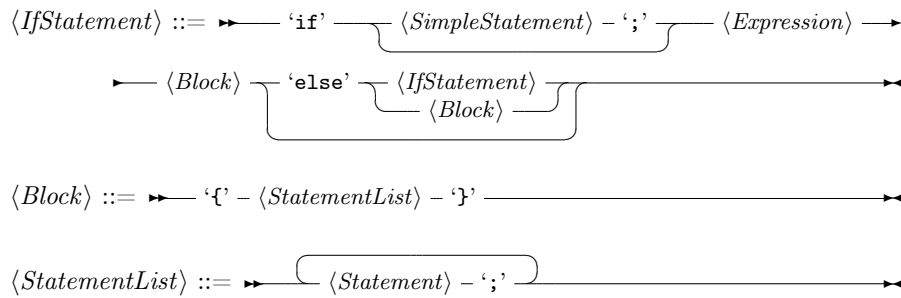 ⟨IfStatement⟩ ::= ‘if’ ⟨SimpleStatement⟩ ‘;’ ⟨Expression⟩
⟨Block⟩ ‘else’ ⟨IfStatement⟩
⟨Block⟩
⟨Block⟩ ::= ‘{’ ⟨StatementList⟩ ‘}’
⟨StatementList⟩ ::= ⟨Statement⟩ ‘;’